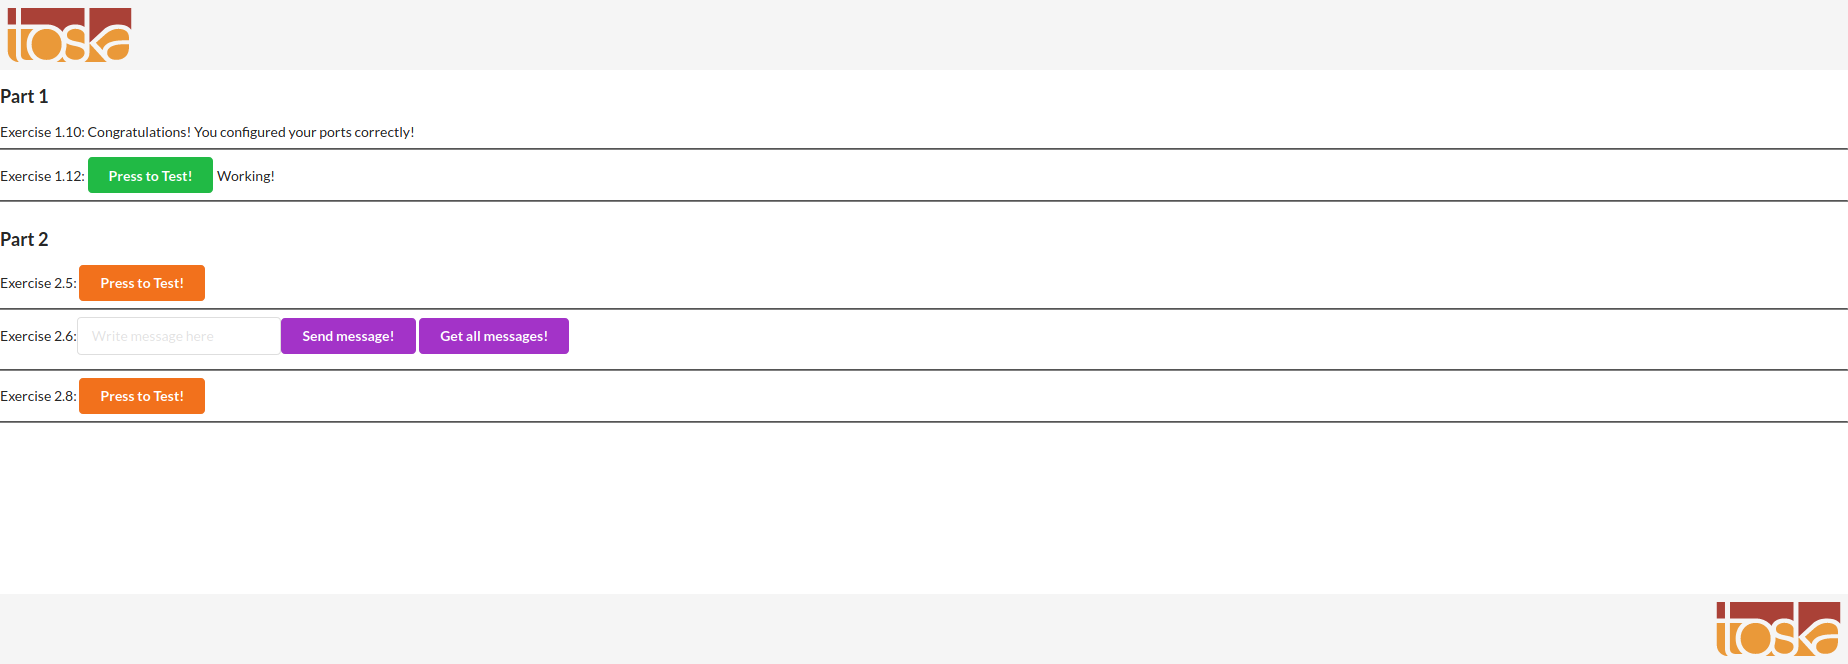 toska
Part 1
Exercise 1.10: Congratulations! You configured your ports correctly!
Exercise 1.12: Press to Test! Working!
Part 2
Exercise 2.5: Press to Test!
Exercise 2.6: Write message here Send message! Get all messages!
Exercise 2.8: Press to Test!
toska